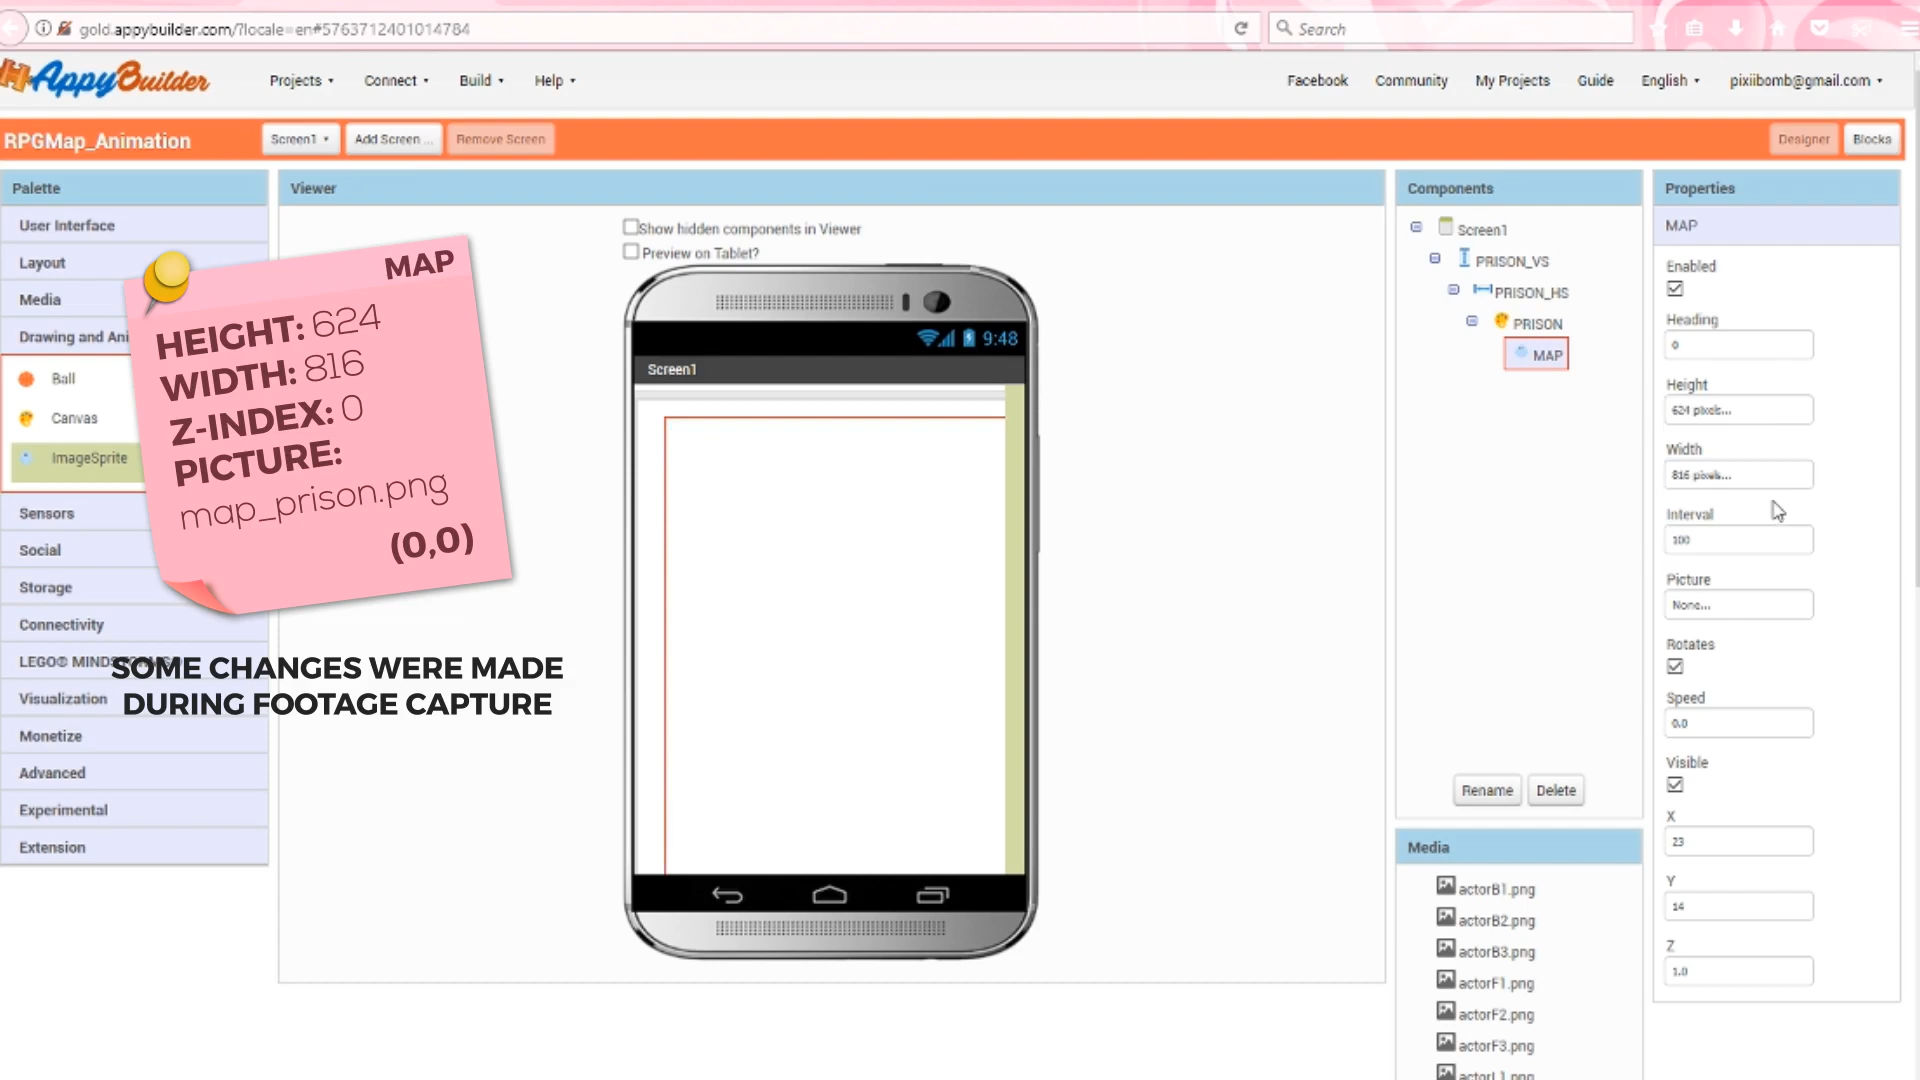 gold.appybuilder.com/?locale=en#5763712401014784
Search
AppyBuilder
Projects
Connect
Build
Help
Facebook
Community
My Projects
Guide
English
pixiibomb@gmail.com
RPGMap_Animation
Screen1
Add Screen ...
Remove Screen
Designer
Blocks
Palette
User Interface
Layout
Media
Drawing and Ani
Ball
Canvas
ImageSprite
Sensors
Social
Storage
Connectivity
LEGO® MINDSTORMS®
Visualization
Monetize
Advanced
Experimental
Extension
MAP
HEIGHT: 624
WIDTH: 816
Z-INDEX: 0
PICTURE:
map_prison.png
(0,0)
SOME CHANGES WERE MADE
DURING FOOTAGE CAPTURE
Viewer
Show hidden components in Viewer
Preview on Tablet?
9:48
Screen1
Components
Screen1
PRISON_VS
PRISON_HS
PRISON
MAP
Rename
Delete
Media
actorB1.png
actorB2.png
actorB3.png
actorF1.png
actorF2.png
actorF3.png
actorL1.png
Properties
MAP
Enabled
Heading
0
Height
624 pixels...
Width
816 pixels...
Interval
100
Picture
None...
Rotates
Speed
0.0
Visible
X
23
Y
14
Z
1.0